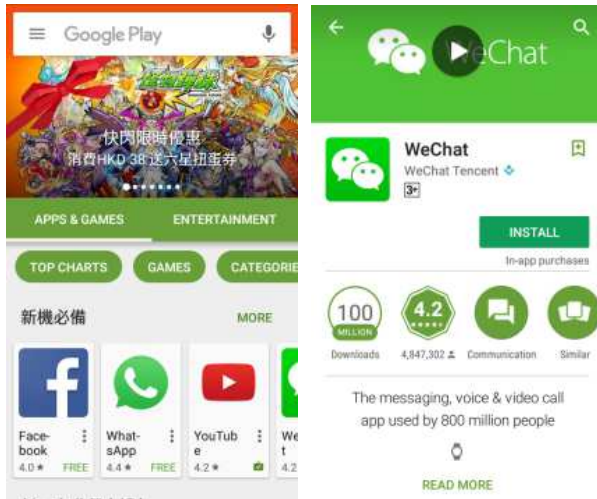 Google Play
快閃限時優惠
消費HKD 38 送六星扭蛋券
APPS & GAMES
ENTERTAINMENT
TOP CHARTS
GAMES
CATEGORIE
新機必備
MORE
Face-
book
4.0★ FREE
What-
sApp
4.4★ FREE
YouTub
e
4.2★
We
t
4.2
WeChat
WeChat
WeChat Tencent
3+
INSTALL
In-app purchases
100
MILLION
Downloads
4.2
4,847,302
Communication
Similar
The messaging, voice & video call
app used by 800 million people
READ MORE